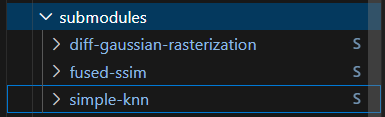 submodules
diff-gaussian-rasterization S
fused-ssim S
simple-knn S